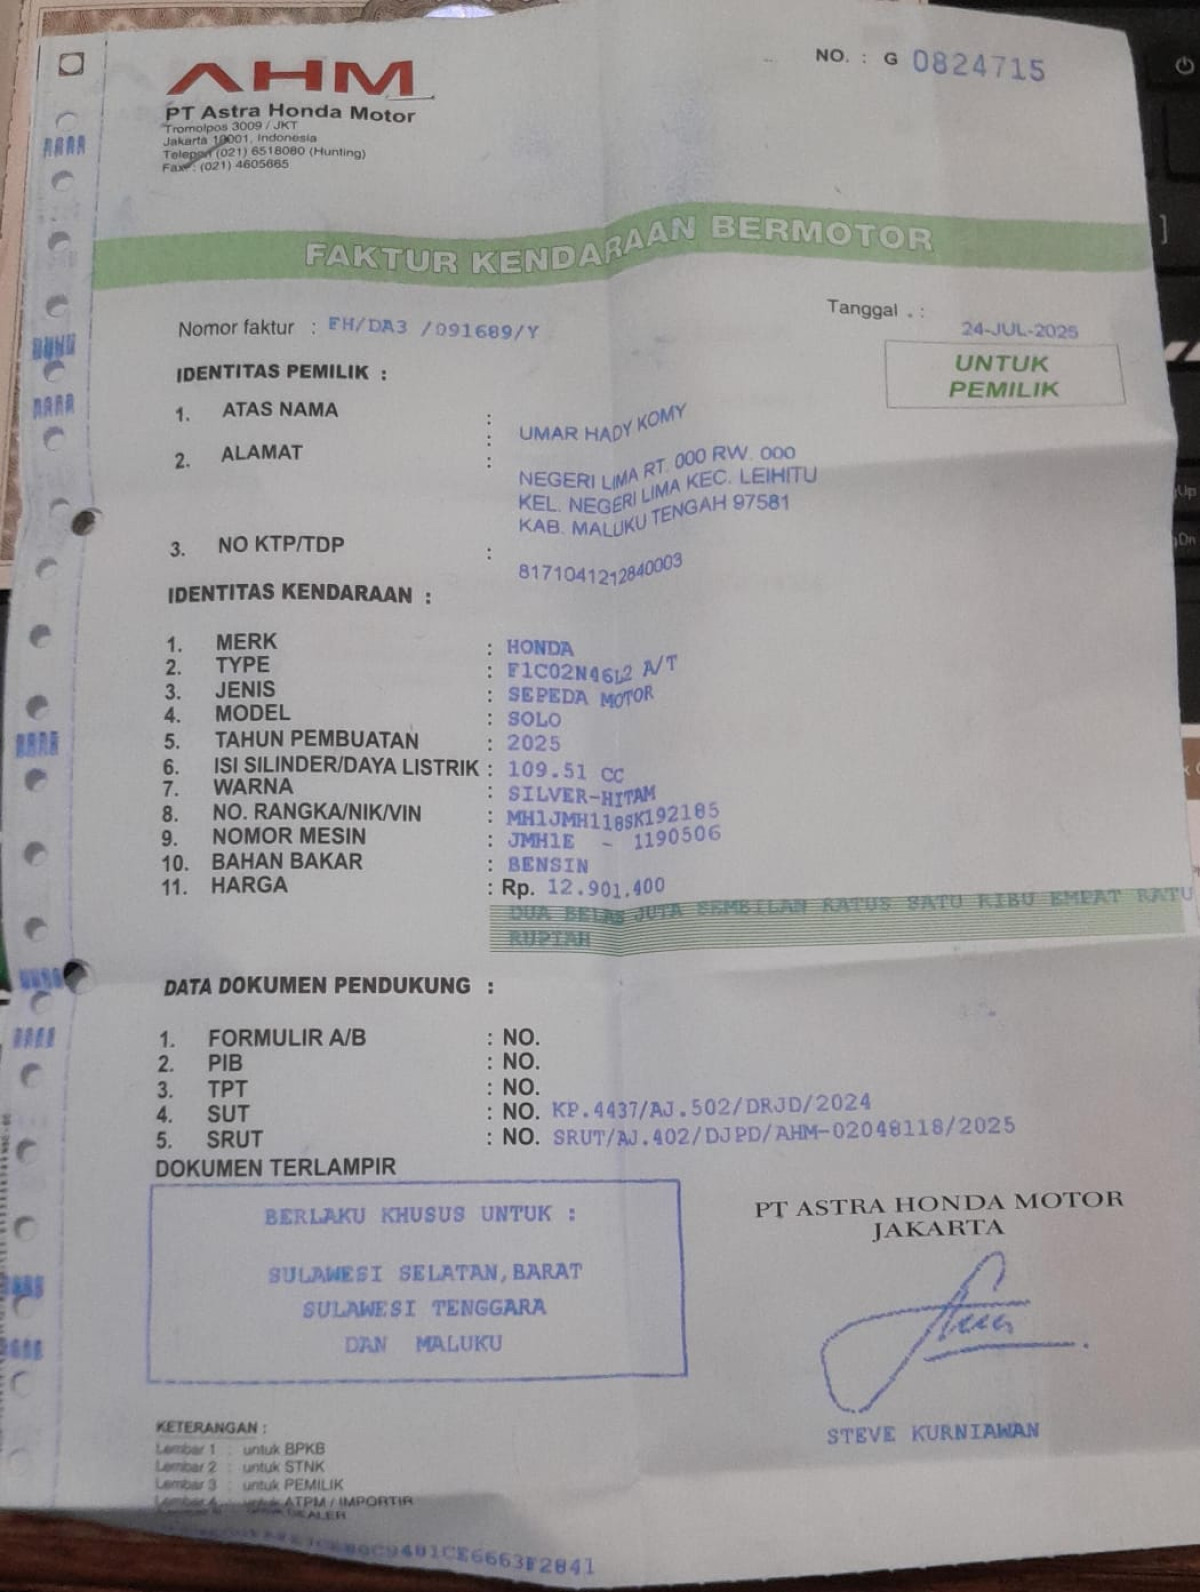 NO. : G 0824715
AHM
PT Astra Honda Motor
Tromolpos 3009 / JKT
Jakarta 10001, Indonesia
Telepon (021) 6518080 (Hunting)
Fax : (021) 4605665
FAKTUR KENDARAAN BERMOTOR
Nomor faktur : FH/DA3 /091689/Y
Tanggal . :
24-JUL-2025
UNTUK
PEMILIK
IDENTITAS PEMILIK :
1. ATAS NAMA : UMAR HADY KOMY
2. ALAMAT : NEGERI LIMA RT. 000 RW. 000
KEL. NEGERI LIMA KEC. LEIHITU
KAB. MALUKU TENGAH 97581
3. NO KTP/TDP : 8171041212840003
IDENTITAS KENDARAAN :
1. MERK : HONDA
2. TYPE : F1C02N46L2 A/T
3. JENIS : SEPEDA MOTOR
4. MODEL : SOLO
5. TAHUN PEMBUATAN : 2025
6. ISI SILINDER/DAYA LISTRIK : 109.51 CC
7. WARNA : SILVER-HITAM
8. NO. RANGKA/NIK/VIN : MH1JMH118SK192185
9. NOMOR MESIN : JMH1E - 1190506
10. BAHAN BAKAR : BENSIN
11. HARGA : Rp. 12.901.400
DUA BELAS JUTA SEMBILAN RATUS SATU RIBU EMPAT RATU
RUPIAH
DATA DOKUMEN PENDUKUNG :
1. FORMULIR A/B : NO.
2. PIB : NO.
3. TPT : NO.
4. SUT : NO. KP.4437/AJ.502/DRJD/2024
5. SRUT : NO. SRUT/AJ.402/DJPD/AHM-02048118/2025
DOKUMEN TERLAMPIR
BERLAKU KHUSUS UNTUK :
SULAWESI SELATAN,BARAT
SULAWESI TENGGARA
DAN MALUKU
PT ASTRA HONDA MOTOR
JAKARTA
STEVE KURNIAWAN
KETERANGAN :
Lembar 1 : untuk BPKB
Lembar 2 : untuk STNK
Lembar 3 : untuk PEMILIK
Lembar 4 : untuk ATPM / IMPORTIR
DEALER